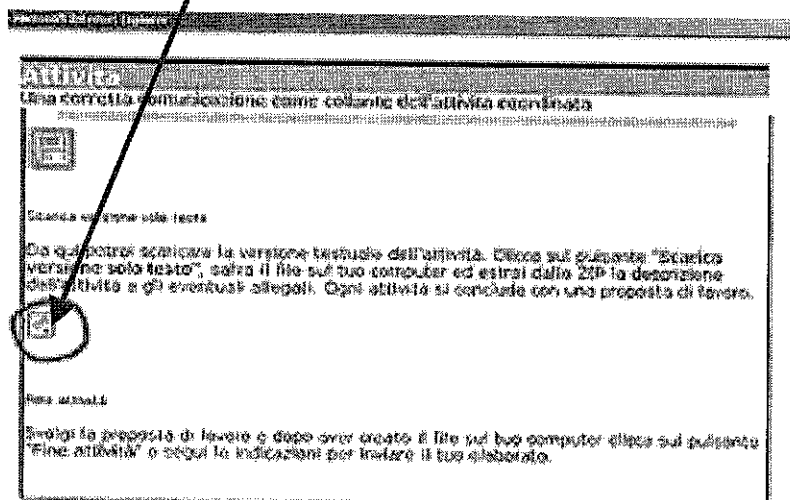 Attività
Una corretta comunicazione come collante dell'attività coordinata
Scarica versione solo testo
Da qui potrai scaricare la versione testuale dell'attività. Clicca sul pulsante "Scarica
versione solo testo", salva il file sul tuo computer ed estrai dallo ZIP la descrizione
dell'attività e gli eventuali allegati. Ogni attività si conclude con una proposta di lavoro.
Fine attività
Svolgi la proposta di lavoro e dopo aver creato il file sul tuo computer clicca sul pulsante
"Fine attività" e segui le indicazioni per inviare il tuo elaborato.